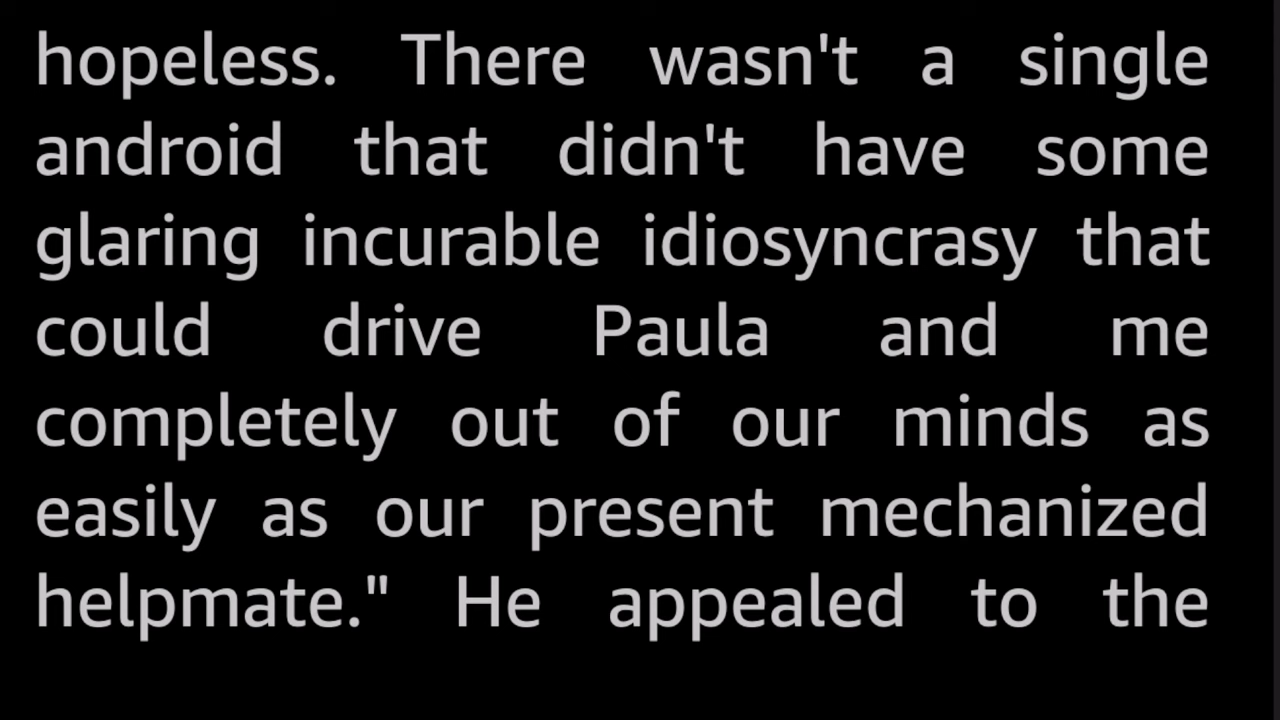 hopeless. There wasn't a single
android that didn't have some
glaring incurable idiosyncrasy that
could drive Paula and me
completely out of our minds as
easily as our present mechanized
helpmate." He appealed to the